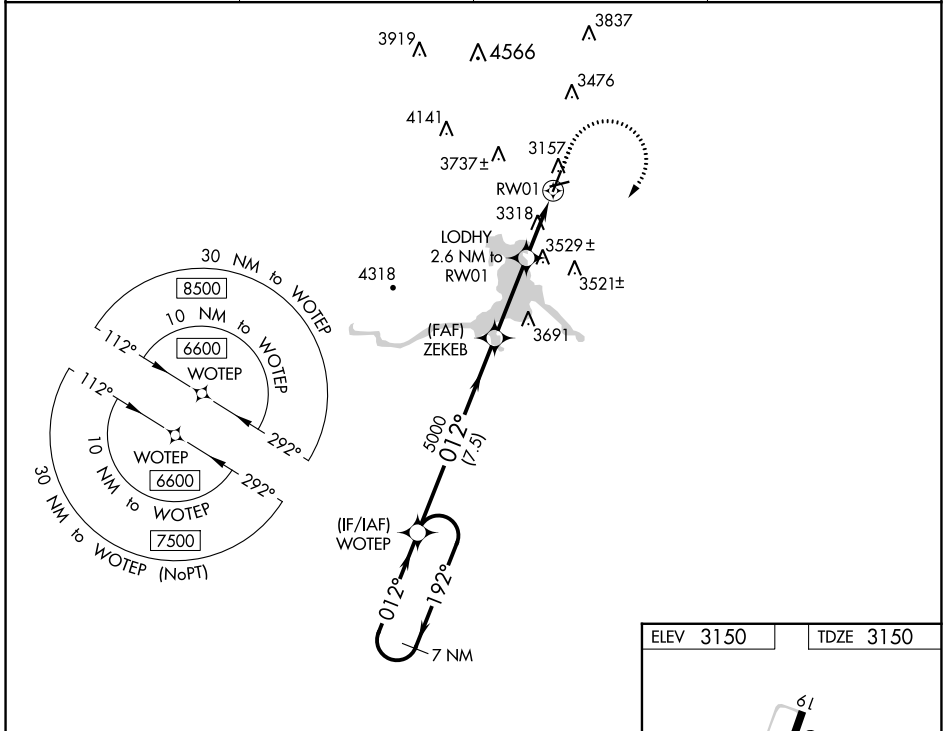 3837
3919
4566
3476
4141
3157
3737±
RW01
3318
LODHY
2.6 NM to
RW01
3529±
3521±
4318
30 NM to WOTEP
8500
10 NM to WOTEP
6600
WOTEP
112°
292°
(FAF)
ZEKEB
3691
112°
292°
WOTEP
6600
10 NM to WOTEP
7500
30 NM to WOTEP (NoPT)
5000
012°
(7.5)
(IF/IAF)
WOTEP
012°
192°
7 NM
ELEV 3150
TDZE 3150
19